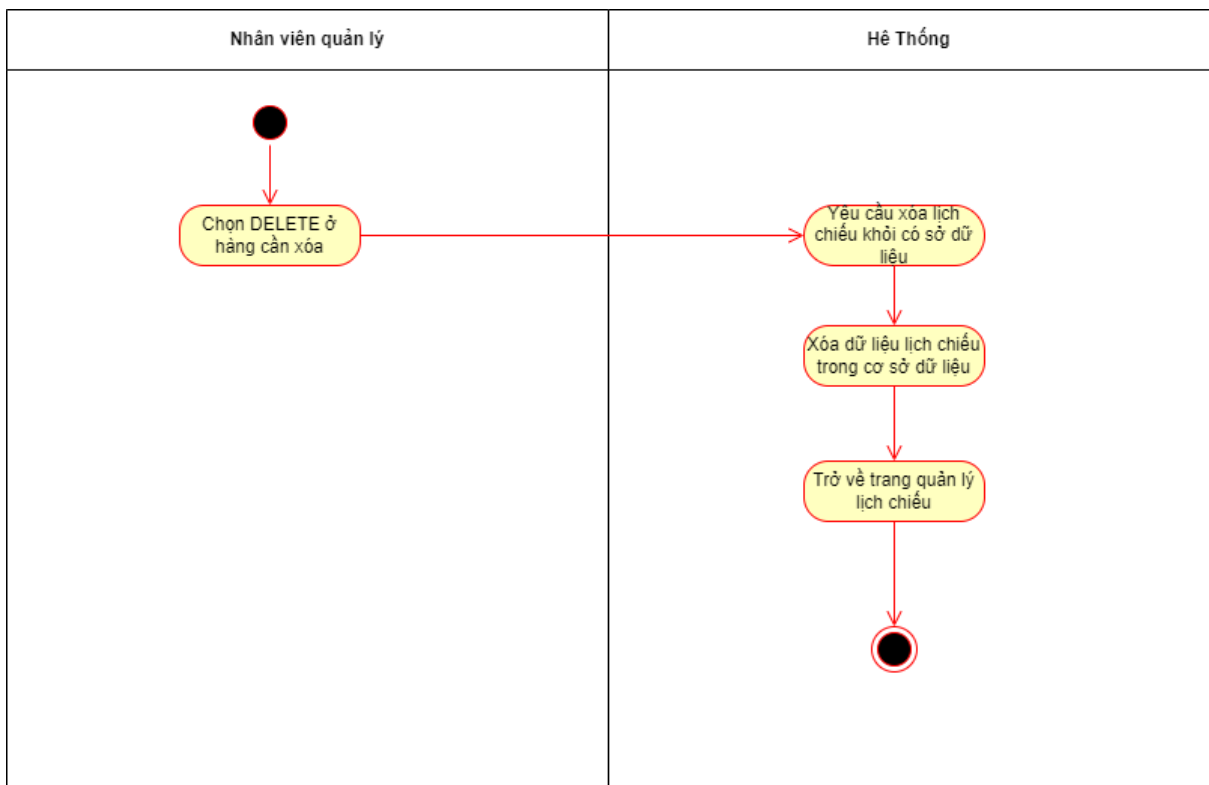 Nhân viên quản lý
Hê Thống
Chọn DELETE ở
hàng cần xóa
Yêu cầu xóa lịch
chiếu khỏi có sở dữ
liệu
Xóa dữ liệu lịch chiếu
trong cơ sở dữ liệu
Trở về trang quản lý
lịch chiếu